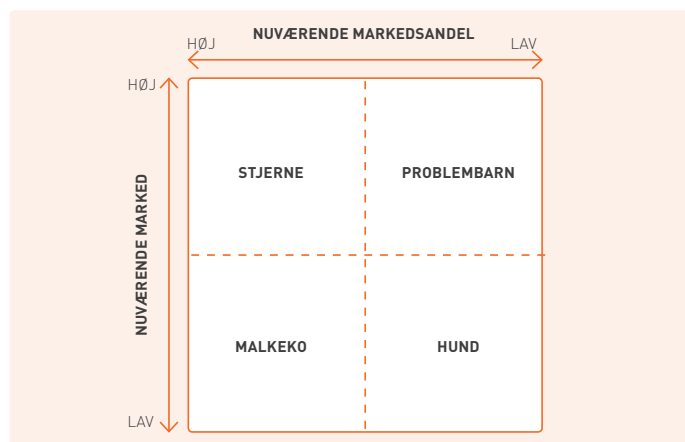 NUVÆRENDE MARKEDSANDEL
HØJ
LAV
HØJ
STJERNE
PROBLEMBARN
NUVÆRENDE MARKED
MALKEKO
HUND
LAV